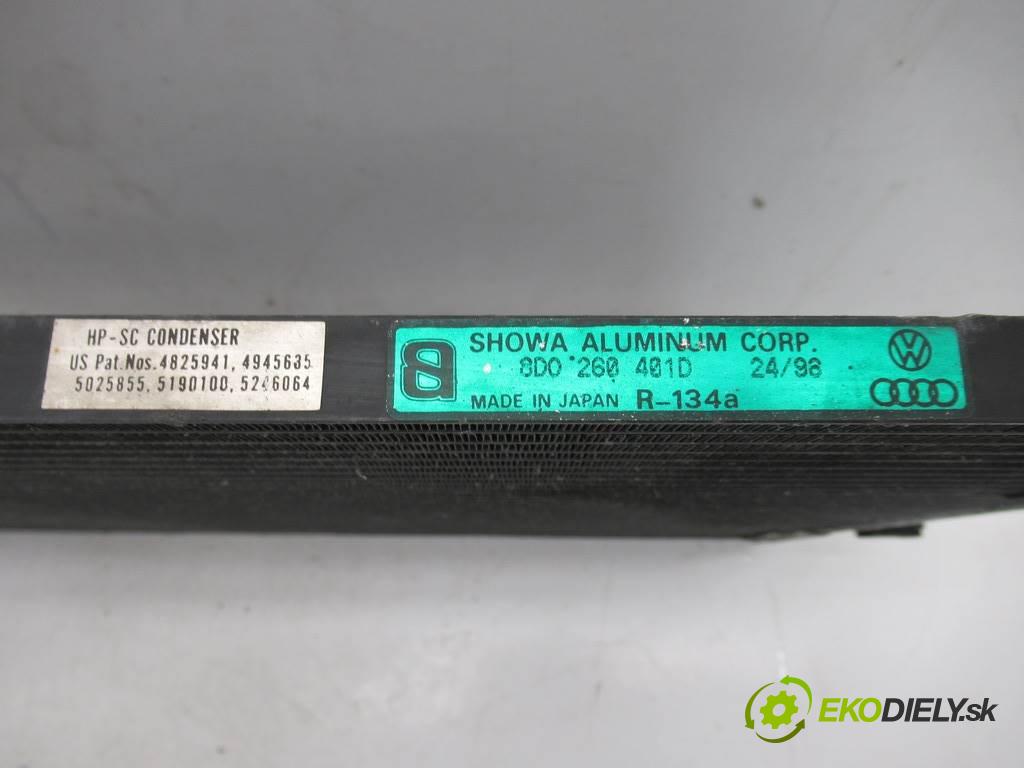 HP-SC CONDENSER
US Pat.Nos. 4825941, 4945635
5025855, 5190100, 5246064
SHOWA ALUMINUM CORP.
8D0 260 401D 24/98
MADE IN JAPAN R-134a
EKODIELY.sk